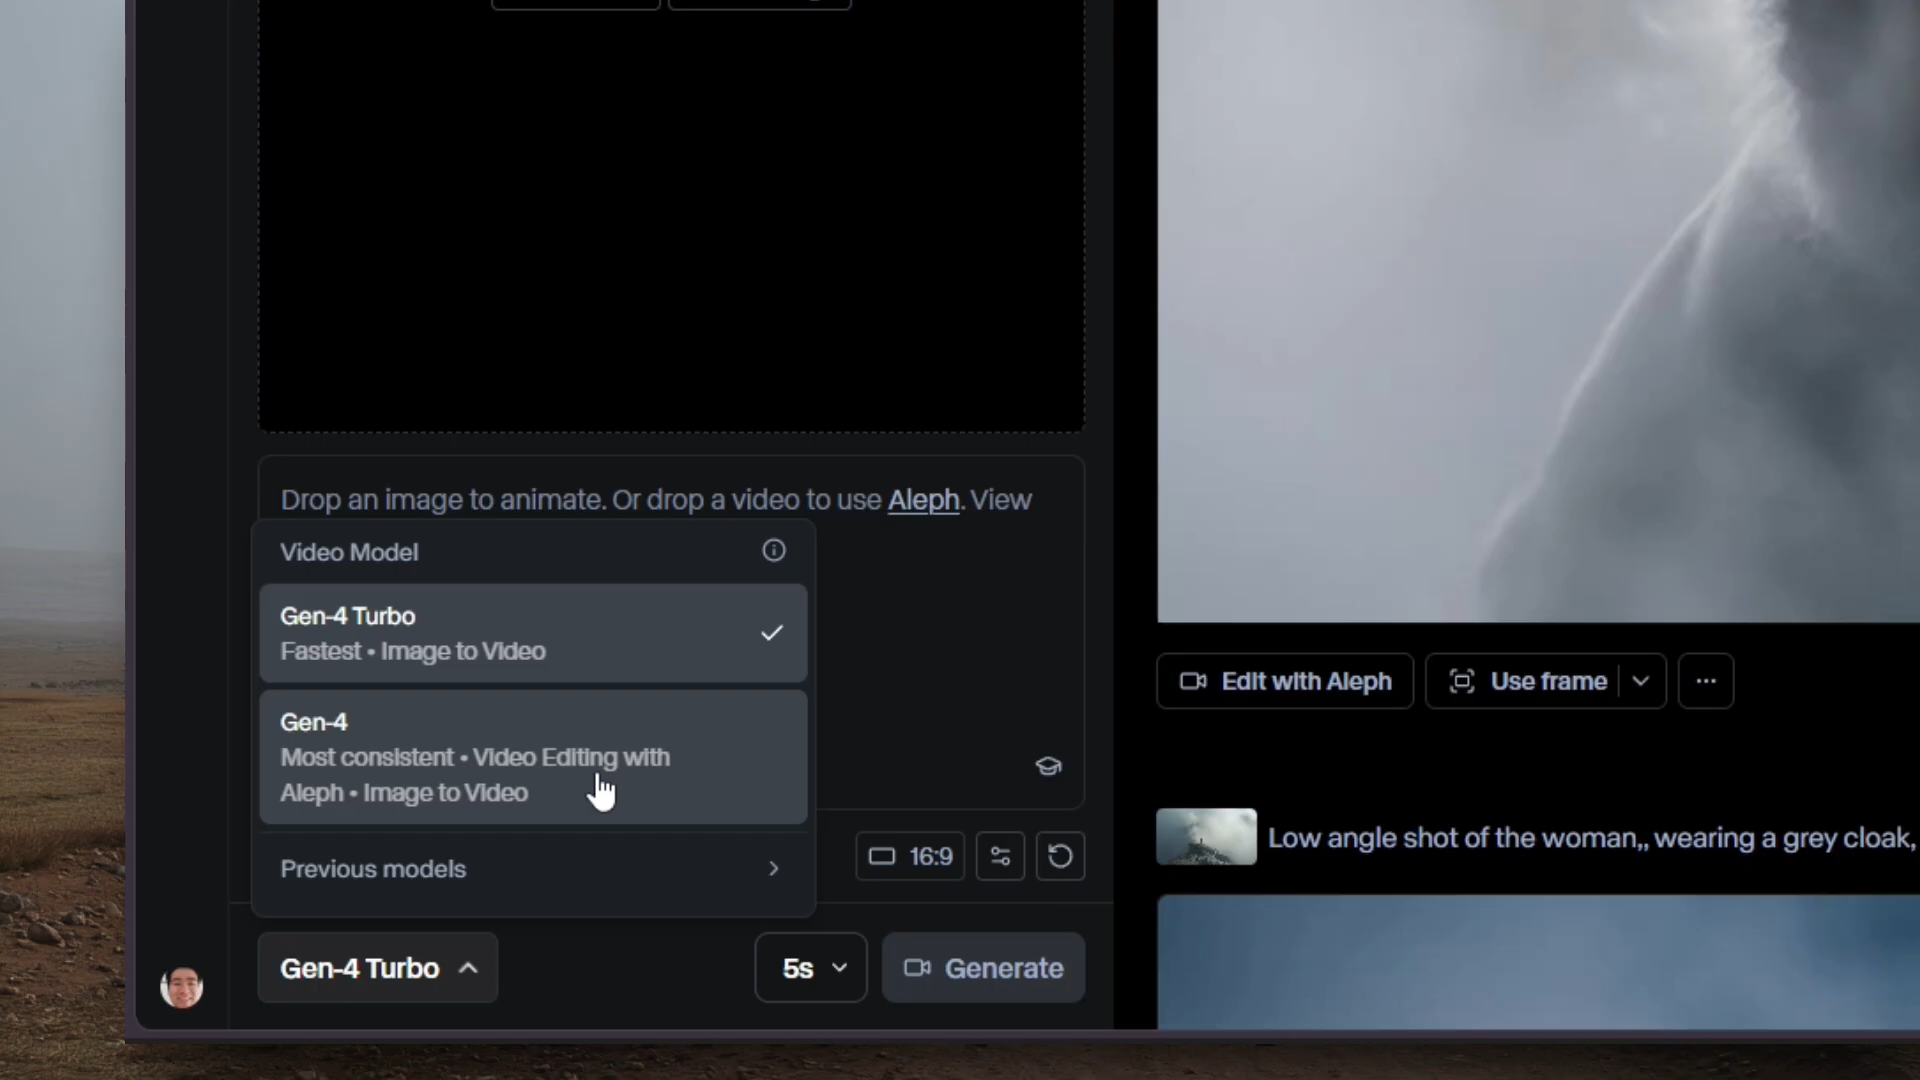 Drop an image to animate. Or drop a video to use Aleph. View
Video Model
Gen-4 Turbo
Fastest • Image to Video
Gen-4
Most consistent • Video Editing with
Aleph • Image to Video
Previous models
16:9
Gen-4 Turbo
5s
Generate
Edit with Aleph
Use frame
Low angle shot of the woman,, wearing a grey cloak,